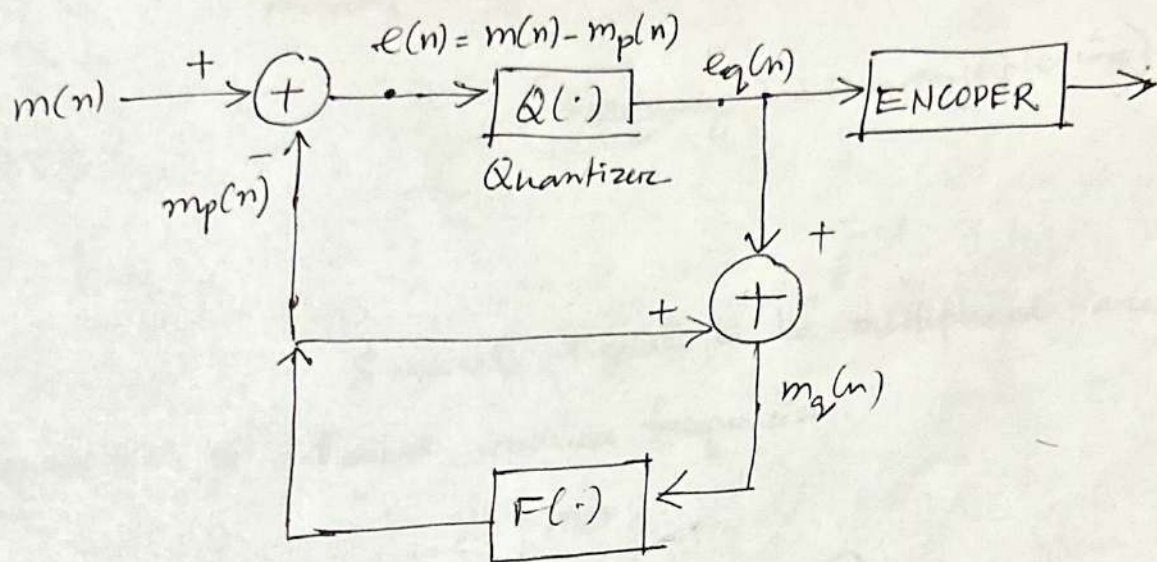 e(n) = m(n) - mp(n)
+
m(n)
+
Q(·)
eq(n)
ENCODER
-
mp(n)
Quantizer
+
+
+
mq(n)
F(·)